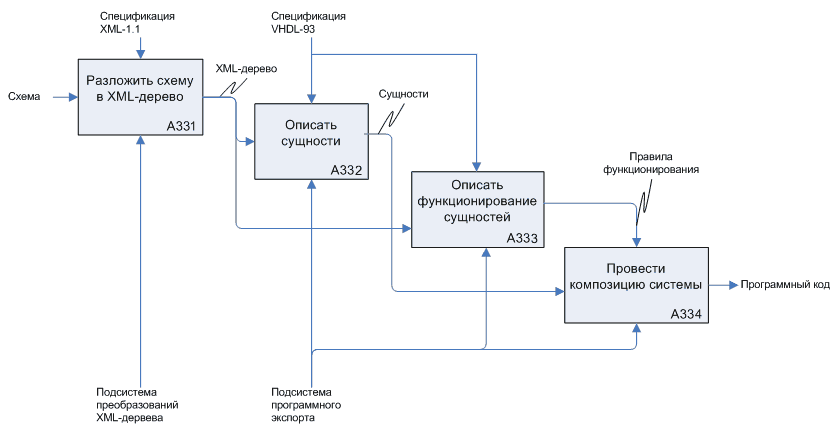 Спецификация
XML-1.1
Спецификация
VHDL-93
Схема
Разложить схему
в XML-дерево
A331
XML-дерево
Описать
сущности
A332
Сущности
Описать
функционирование
сущностей
A333
Правила
функционирования
Провести
композицию системы
A334
Программный код
Подсистема
преобразований
XML-дервева
Подсистема
программного
экспорта